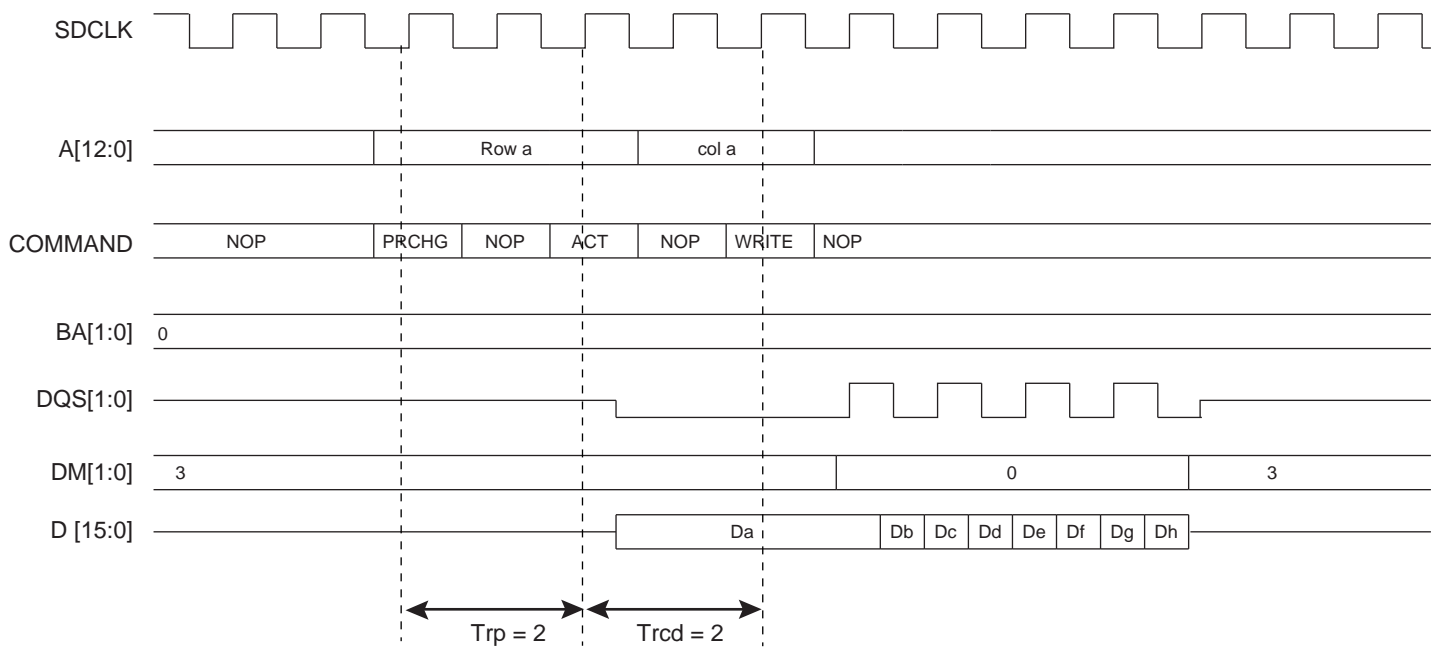 SDCLK
A[12:0] Row a col a
COMMAND NOP PRCHG NOP ACT NOP WRITE NOP
BA[1:0] 0
DQS[1:0]
DM[1:0] 3 0 3
D [15:0] Da Db Dc Dd De Df Dg Dh
Trp = 2 Trcd = 2